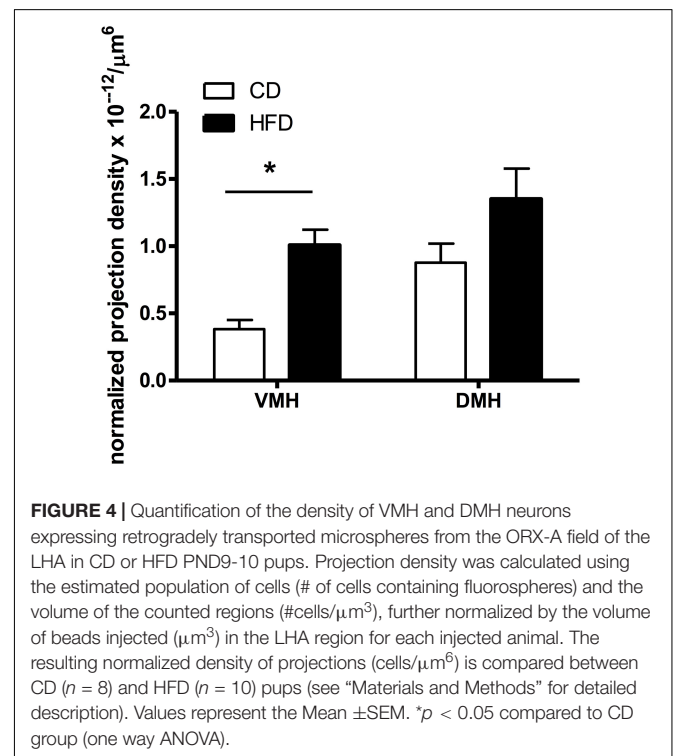 normalized projection density x 10⁻⁻¹²/μm⁶
CD
HFD
2.0
*
1.5
1.0
0.5
0.0
VMH
DMH
FIGURE 4 | Quantification of the density of VMH and DMH neurons
expressing retrogradely transported microspheres from the ORX-A field of the
LHA in CD or HFD PND9-10 pups. Projection density was calculated using
the estimated population of cells (# of cells containing fluorospheres) and the
volume of the counted regions (#cells/μm³), further normalized by the volume
of beads injected (μm³) in the LHA region for each injected animal. The
resulting normalized density of projections (cells/μm⁶) is compared between
CD (n = 8) and HFD (n = 10) pups (see “Materials and Methods” for detailed
description). Values represent the Mean ±SEM. *p < 0.05 compared to CD
group (one way ANOVA).